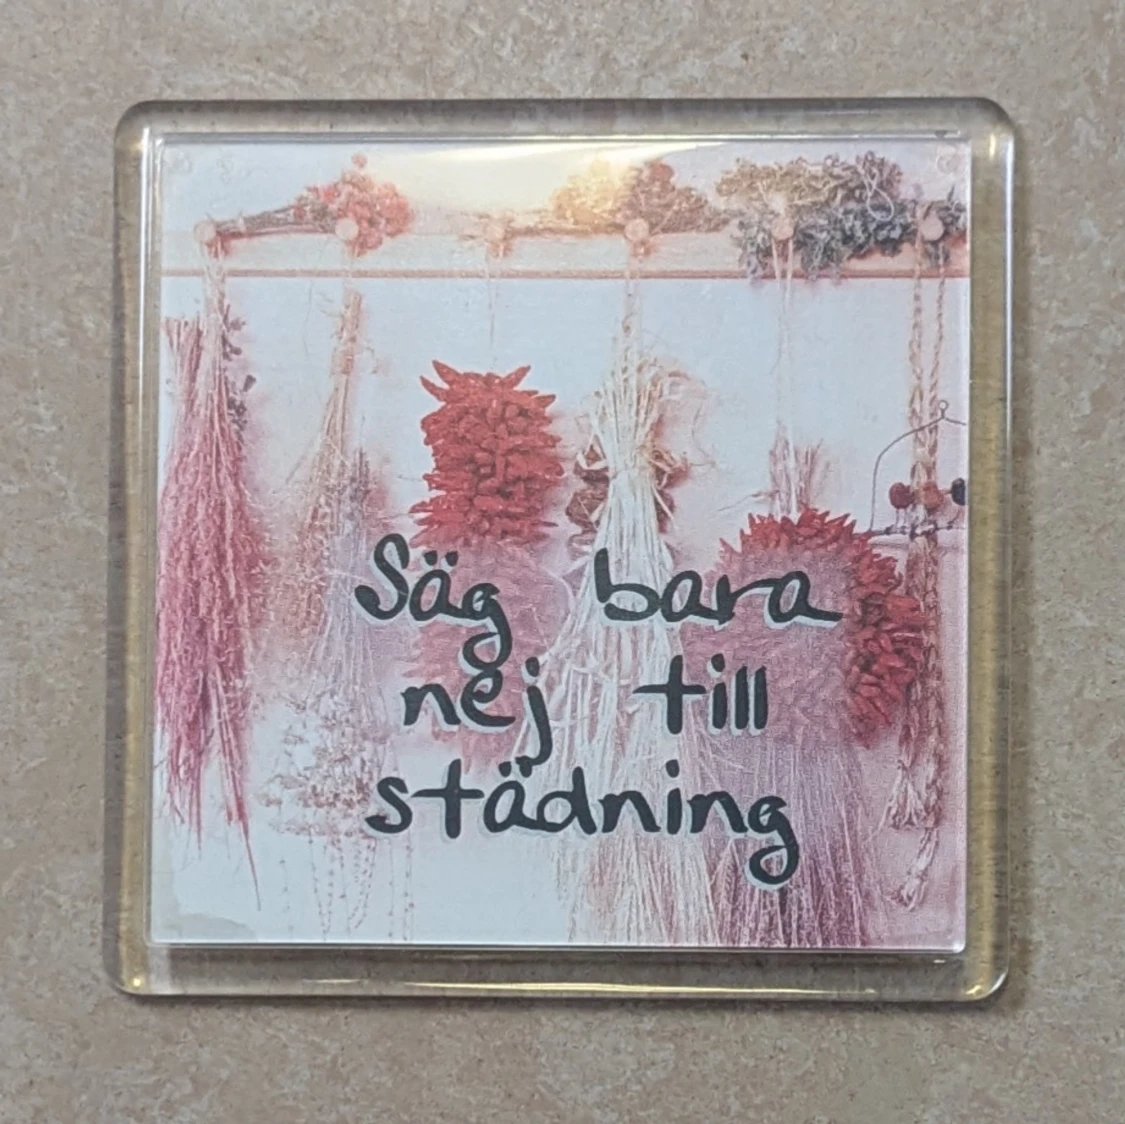 Säg bara
nej till
städning